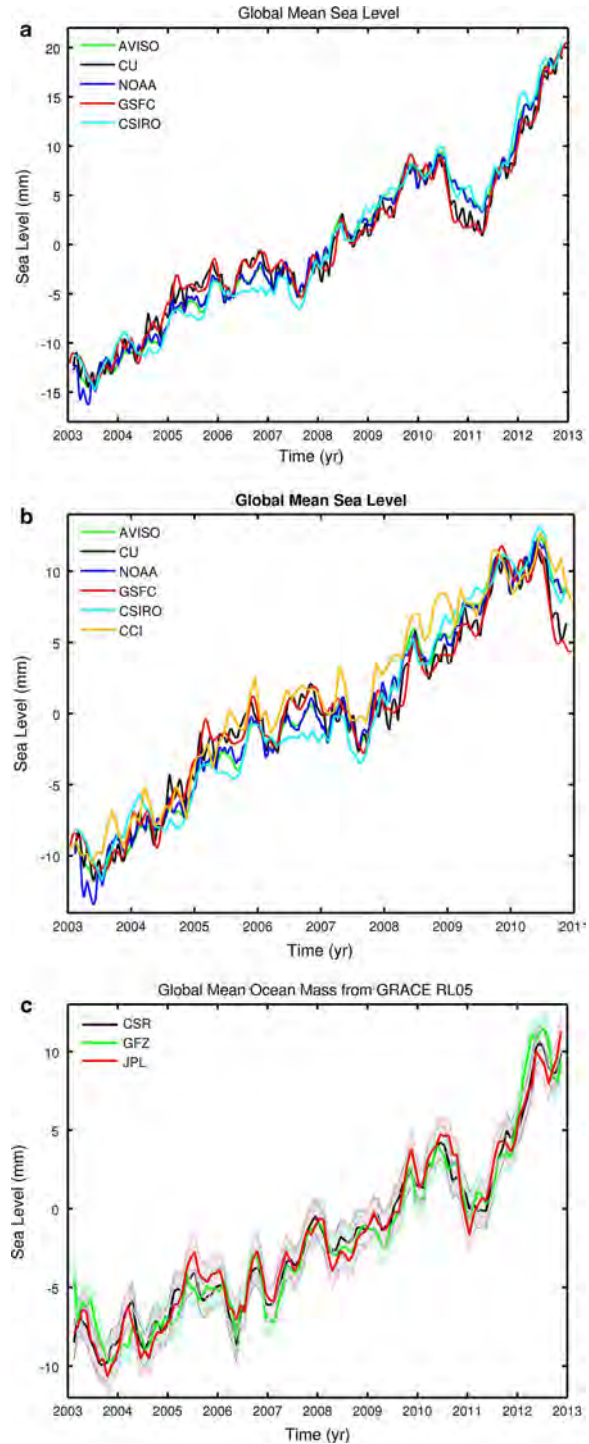 a
Global Mean Sea Level
AVISO
CU
NOAA
GSFC
CSIRO
20
15
10
5
0
-5
-10
-15
Sea Level (mm)
2003 2004 2005 2006 2007 2008 2009 2010 2011 2012 2013
Time (yr)
b
Global Mean Sea Level
AVISO
CU
NOAA
GSFC
CSIRO
CCI
10
5
0
-5
-10
Sea Level (mm)
2003 2004 2005 2006 2007 2008 2009 2010 2011
Time (yr)
c
Global Mean Ocean Mass from GRACE RL05
CSR
GFZ
JPL
10
5
0
-5
-10
Sea Level (mm)
2003 2004 2005 2006 2007 2008 2009 2010 2011 2012 2013
Time (yr)